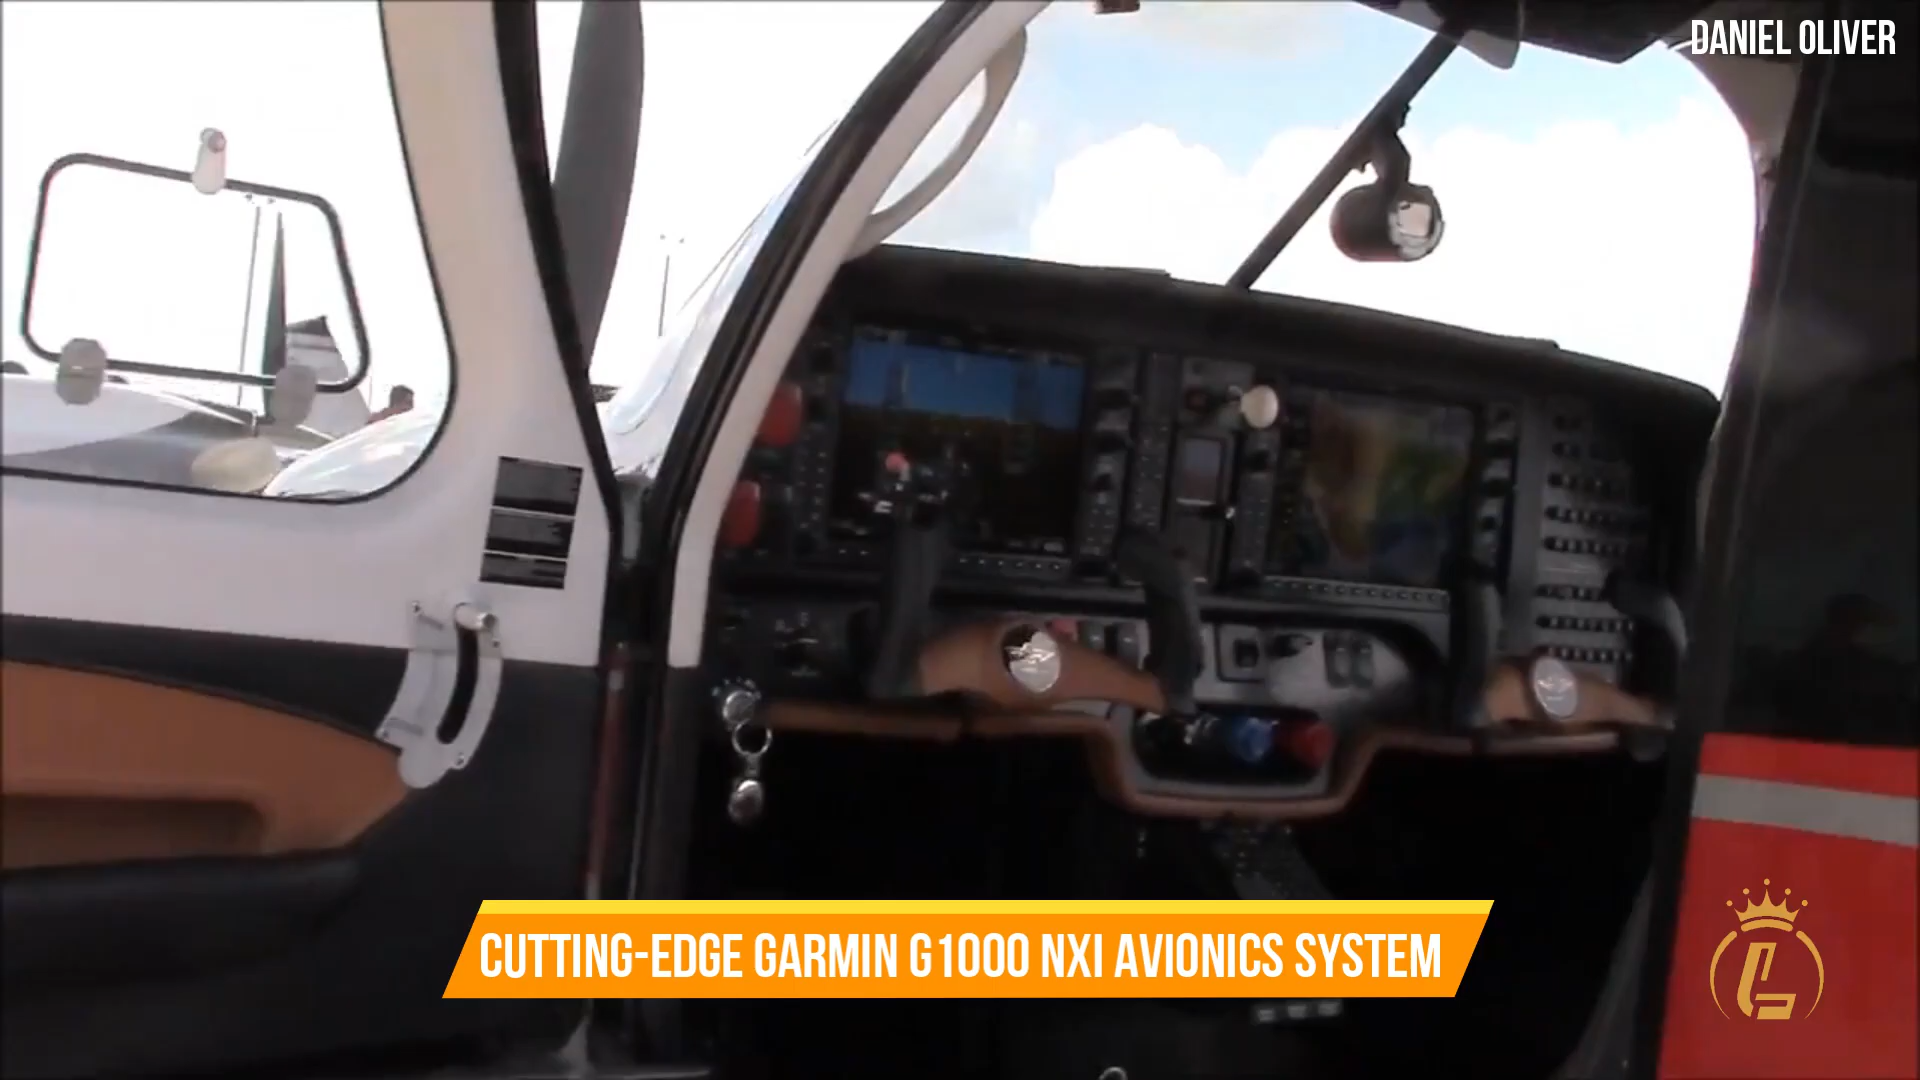 DANIEL OLIVER
CUTTING-EDGE GARMIN G1000 NXI AVIONICS SYSTEM